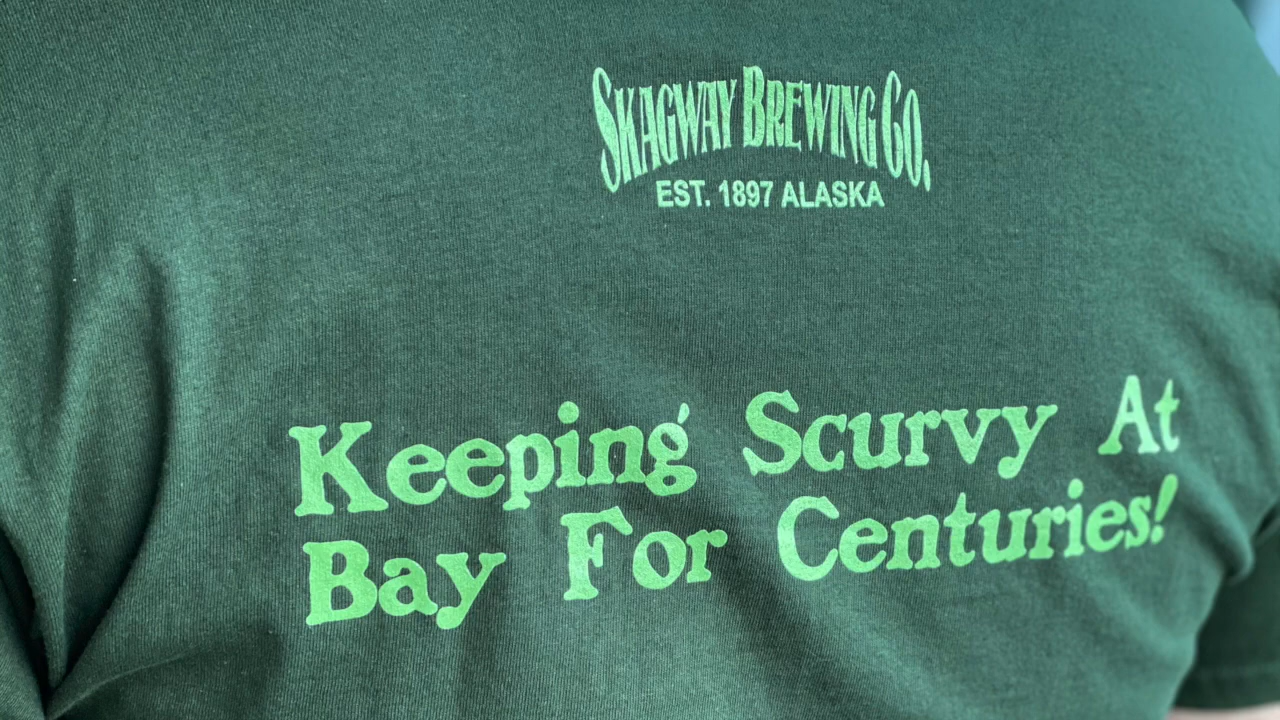 SKAGWAY BREWING CO.
EST. 1897 ALASKA
Keeping Scurvy At
Bay For Centuries!